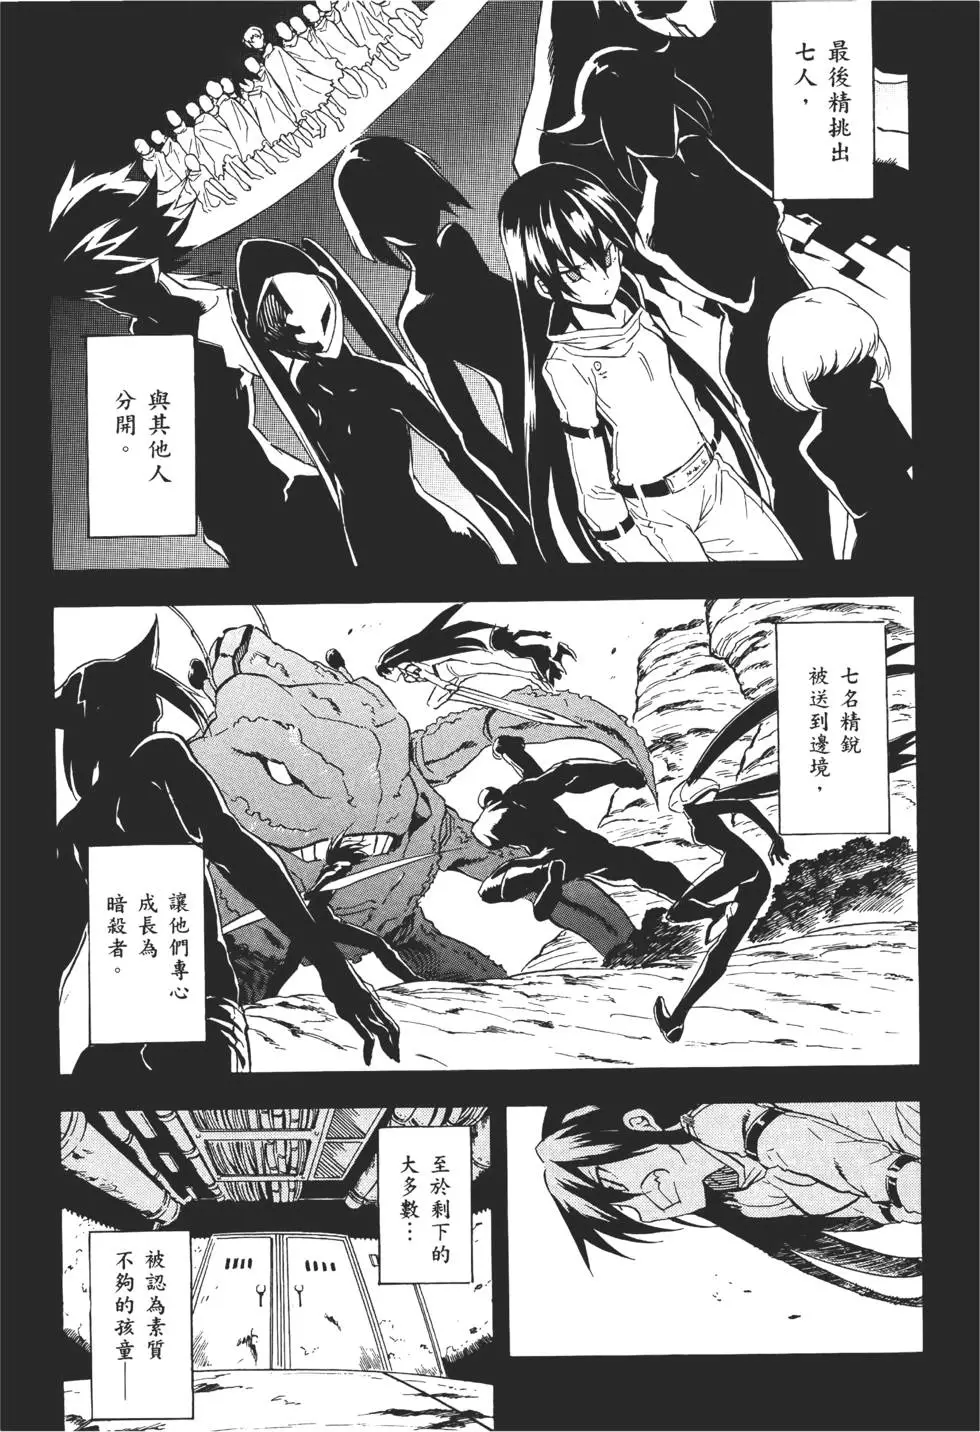 最後精挑出
七人，
與其他人
分開。
七名精銳
被送到邊境，
讓他們專心
成長為
暗殺者。
至於剩下的
大多數…
被認為素質
不夠的孩童──